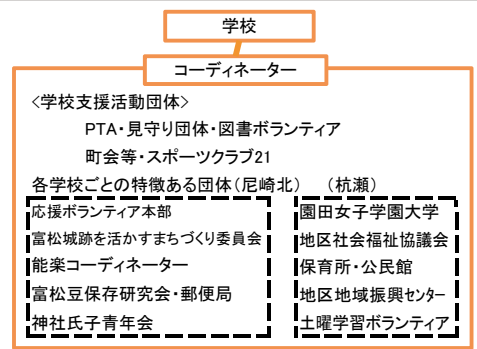 学校
コーディネーター
<学校支援活動団体>
PTA・見守り団体・図書ボランティア
町会等・スポーツクラブ21
各学校ごとの特徴ある団体(尼崎北) (杭瀬)
応援ボランティア本部
富松城跡を活かすまちづくり委員会
能楽コーディネーター
富松豆保存研究会・郵便局
神社氏子青年会
園田女子学園大学
地区社会福祉協議会
保育所・公民館
地区地域振興センター
土曜学習ボランティア